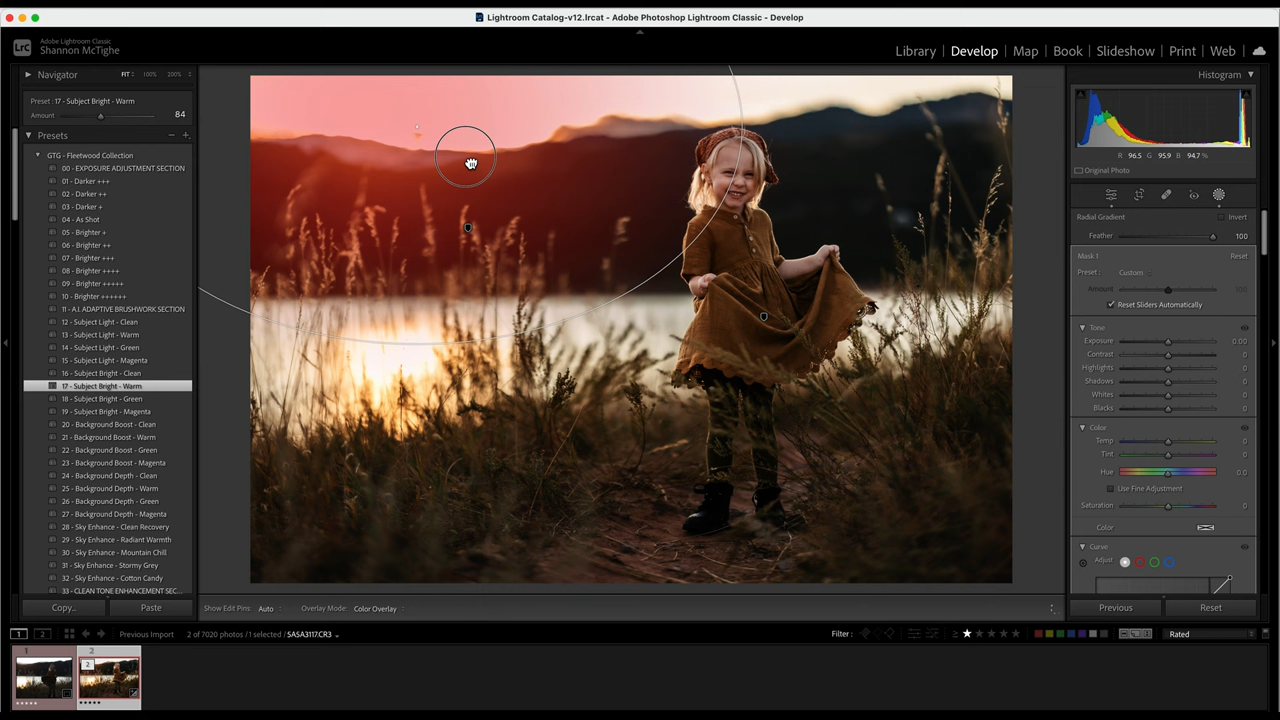 Lightroom Catalog-v12.lrcat - Adobe Photoshop Lightroom Classic - Develop
LrC
Adobe Lightroom Classic
Shannon McTighe
Library | Develop | Map | Book | Slideshow | Print | Web
Navigator FIT 100% 200%
Preset : 17 - Subject Bright - Warm
Amount 84
Presets
GTG - Fleetwood Collection
00 - EXPOSURE ADJUSTMENT SECTION
01 - Darker +++
02 - Darker ++
03 - Darker +
04 - As Shot
05 - Brighter +
06 - Brighter ++
07 - Brighter +++
08 - Brighter ++++
09 - Brighter +++++
10 - Brighter ++++++
11 - A.I. ADAPTIVE BRUSHWORK SECTION
12 - Subject Light - Clean
13 - Subject Light - Warm
14 - Subject Light - Green
15 - Subject Light - Magenta
16 - Subject Bright - Clean
17 - Subject Bright - Warm
18 - Subject Bright - Green
19 - Subject Bright - Magenta
20 - Background Boost - Clean
21 - Background Boost - Warm
22 - Background Boost - Green
23 - Background Boost - Magenta
24 - Background Depth - Clean
25 - Background Depth - Warm
26 - Background Depth - Green
27 - Background Depth - Magenta
28 - Sky Enhance - Clean Recovery
29 - Sky Enhance - Radiant Warmth
30 - Sky Enhance - Mountain Chill
31 - Sky Enhance - Stormy Grey
32 - Sky Enhance - Cotton Candy
33 - CLEAN TONE ENHANCEMENT SEC...
Copy... Paste
Show Edit Pins: Auto Overlay Mode: Color Overlay
Histogram
R 96.5 G 95.9 B 94.7 %
Original Photo
Radial Gradient Invert
Feather 100
Mask 1 Reset
Preset : Custom
Amount
Reset Sliders Automatically
Tone
Exposure 0.00
Contrast 0
Highlights 0
Shadows 0
Whites 0
Blacks 0
Color
Temp 0
Tint 0
Hue 0.0
Use Fine Adjustment
Saturation 0
Color
Curve
Adjust
Previous Reset
1 2 Previous Import 2 of 7020 photos / 1 selected / 5A5A3117.CR3 Filter : Rated
1 2
2